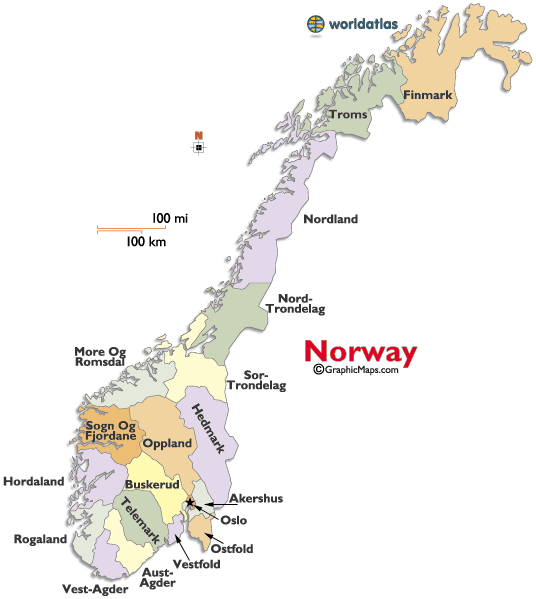 worldatlas
Finmark
Troms
N
Nordland
100 mi
100 km
Nord-
Trondelag
More Og
Romsdal
Norway
©GraphicMaps.com
Sor-
Trondelag
Sogn Og
Fjordane
Oppland
Hedmark
Hordaland
Buskerud
Akershus
Telemark
Oslo
Rogaland
Ostfold
Vestfold
Aust-
Agder
Vest-Agder